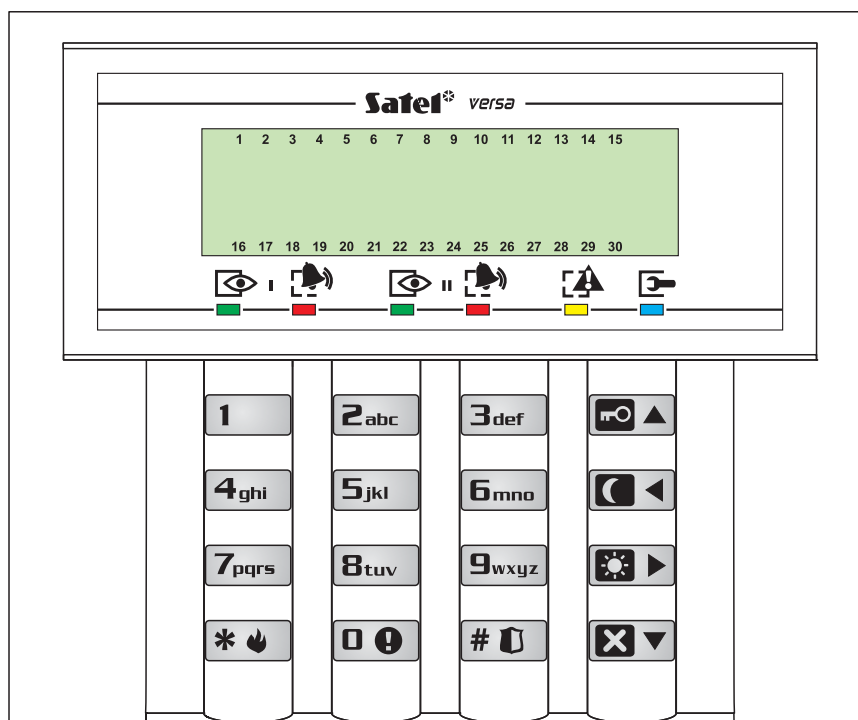 Satel versa
1 2 3 4 5 6 7 8 9 10 11 12 13 14 15
16 17 18 19 20 21 22 23 24 25 26 27 28 29 30
I II
1 2abc 3def
4ghi 5jkl 6mno
7pqrs 8tuv 9wxyz
* 0 #